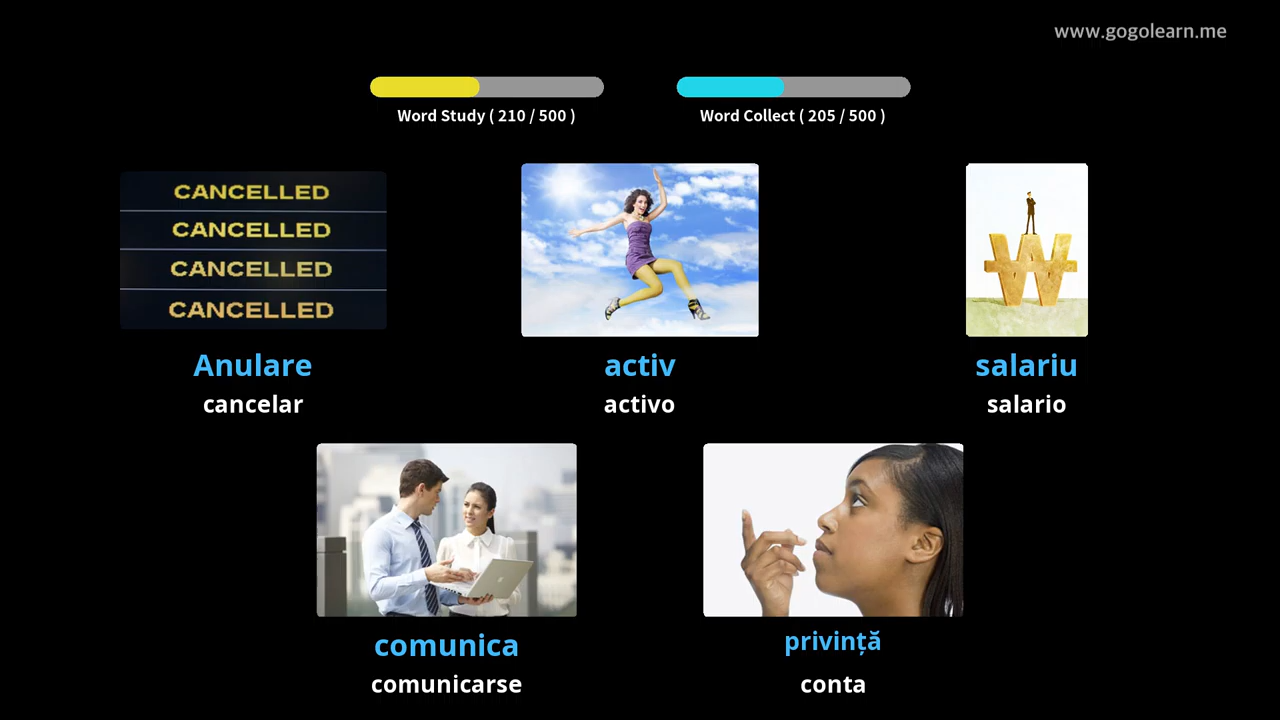 www.gogolearn.me
Word Study ( 210 / 500 )
Word Collect ( 205 / 500 )
CANCELLED
CANCELLED
CANCELLED
CANCELLED
Anulare
cancelar
activ
activo
salariu
salario
comunica
comunicarse
privință
conta